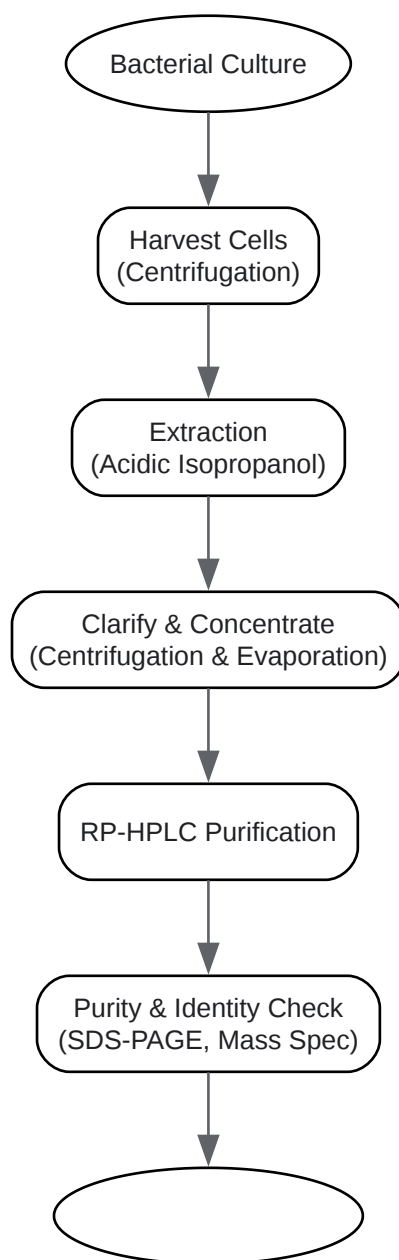 Bacterial Culture
Harvest Cells
(Centrifugation)
Extraction
(Acidic Isopropanol)
Clarify & Concentrate
(Centrifugation & Evaporation)
RP-HPLC Purification
Purity & Identity Check
(SDS-PAGE, Mass Spec)